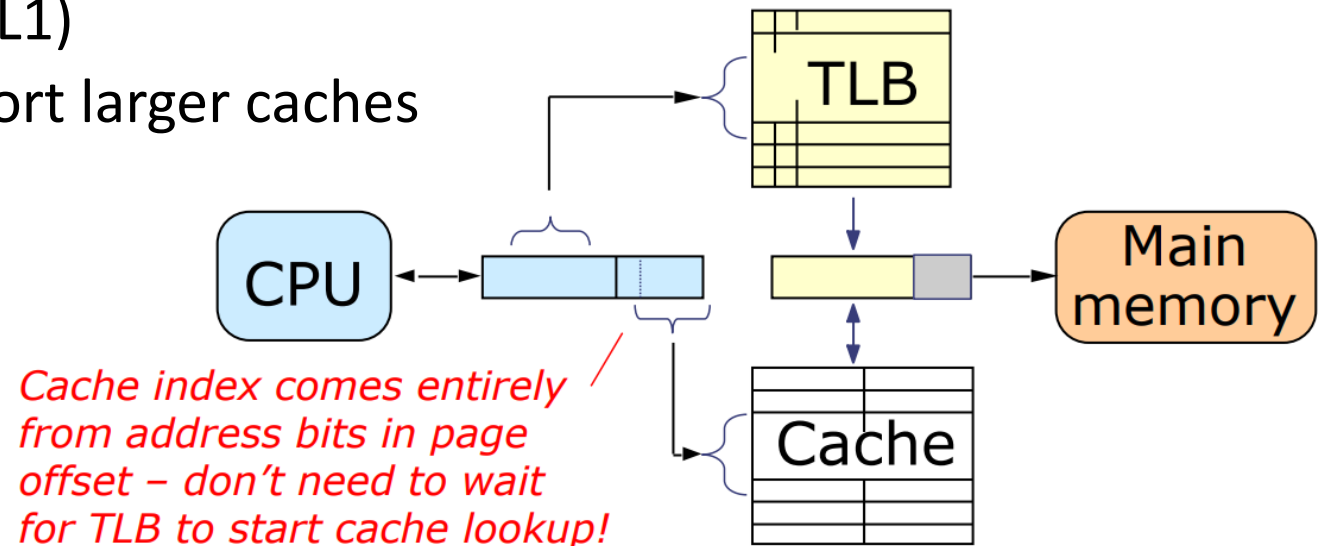 L1)
ort larger caches
TLB
CPU
Main
memory
Cache index comes entirely
from address bits in page
offset – don’t need to wait
for TLB to start cache lookup!
Cache